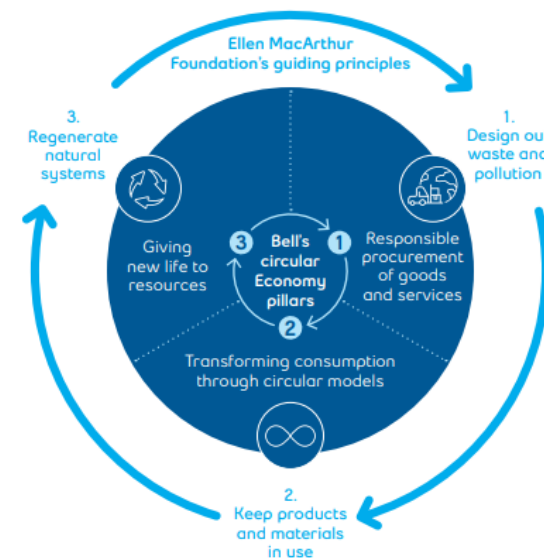 Ellen MacArthur
Foundation's guiding principles
1.
Design out
waste and
pollution
2.
Keep products
and materials
in use
3.
Regenerate
natural
systems
Bell's
circular
Economy
pillars
1
Responsible
procurement
of goods
and services
2
Transforming consumption
through circular models
3
Giving
new life to
resources